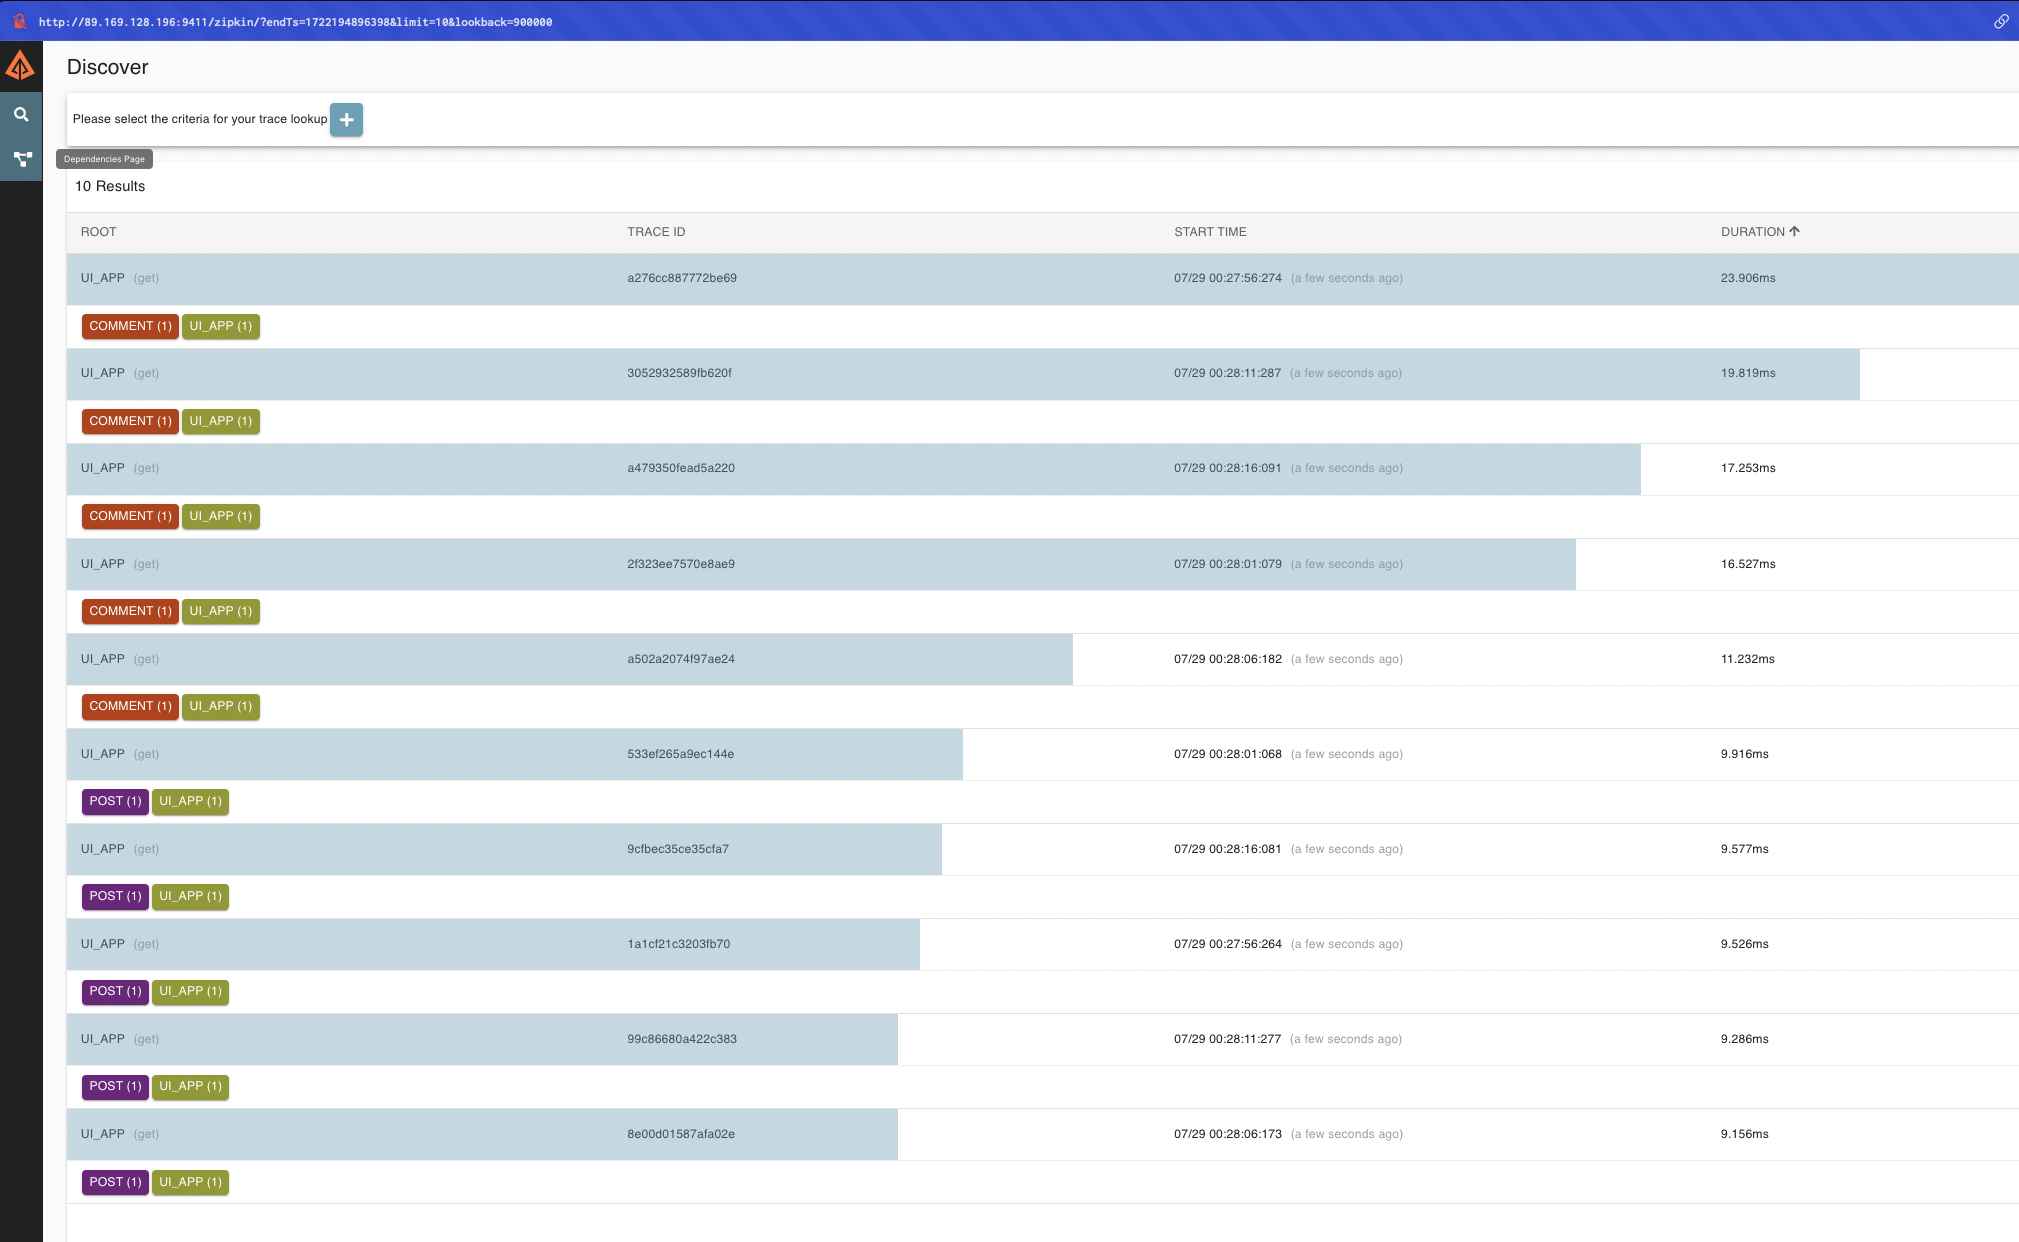 http://89.169.128.196:9411/zipkin/?endTs=1722194896398&limit=10&lookback=900000
Discover
Please select the criteria for your trace lookup
Dependencies Page
10 Results
ROOT TRACE ID START TIME DURATION
UI_APP (get) a276cc887772be69 07/29 00:27:56:274 (a few seconds ago) 23.906ms
COMMENT (1) UI_APP (1)
UI_APP (get) 3052932589fb620f 07/29 00:28:11:287 (a few seconds ago) 19.819ms
COMMENT (1) UI_APP (1)
UI_APP (get) a479350fead5a220 07/29 00:28:16:091 (a few seconds ago) 17.253ms
COMMENT (1) UI_APP (1)
UI_APP (get) 2f323ee7570e8ae9 07/29 00:28:01:079 (a few seconds ago) 16.527ms
COMMENT (1) UI_APP (1)
UI_APP (get) a502a2074f97ae24 07/29 00:28:06:182 (a few seconds ago) 11.232ms
COMMENT (1) UI_APP (1)
UI_APP (get) 533ef265a9ec144e 07/29 00:28:01:068 (a few seconds ago) 9.916ms
POST (1) UI_APP (1)
UI_APP (get) 9cfbec35ce35cfa7 07/29 00:28:16:081 (a few seconds ago) 9.577ms
POST (1) UI_APP (1)
UI_APP (get) 1a1cf21c3203fb70 07/29 00:27:56:264 (a few seconds ago) 9.526ms
POST (1) UI_APP (1)
UI_APP (get) 99c86680a422c383 07/29 00:28:11:277 (a few seconds ago) 9.286ms
POST (1) UI_APP (1)
UI_APP (get) 8e00d01587afa02e 07/29 00:28:06:173 (a few seconds ago) 9.156ms
POST (1) UI_APP (1)